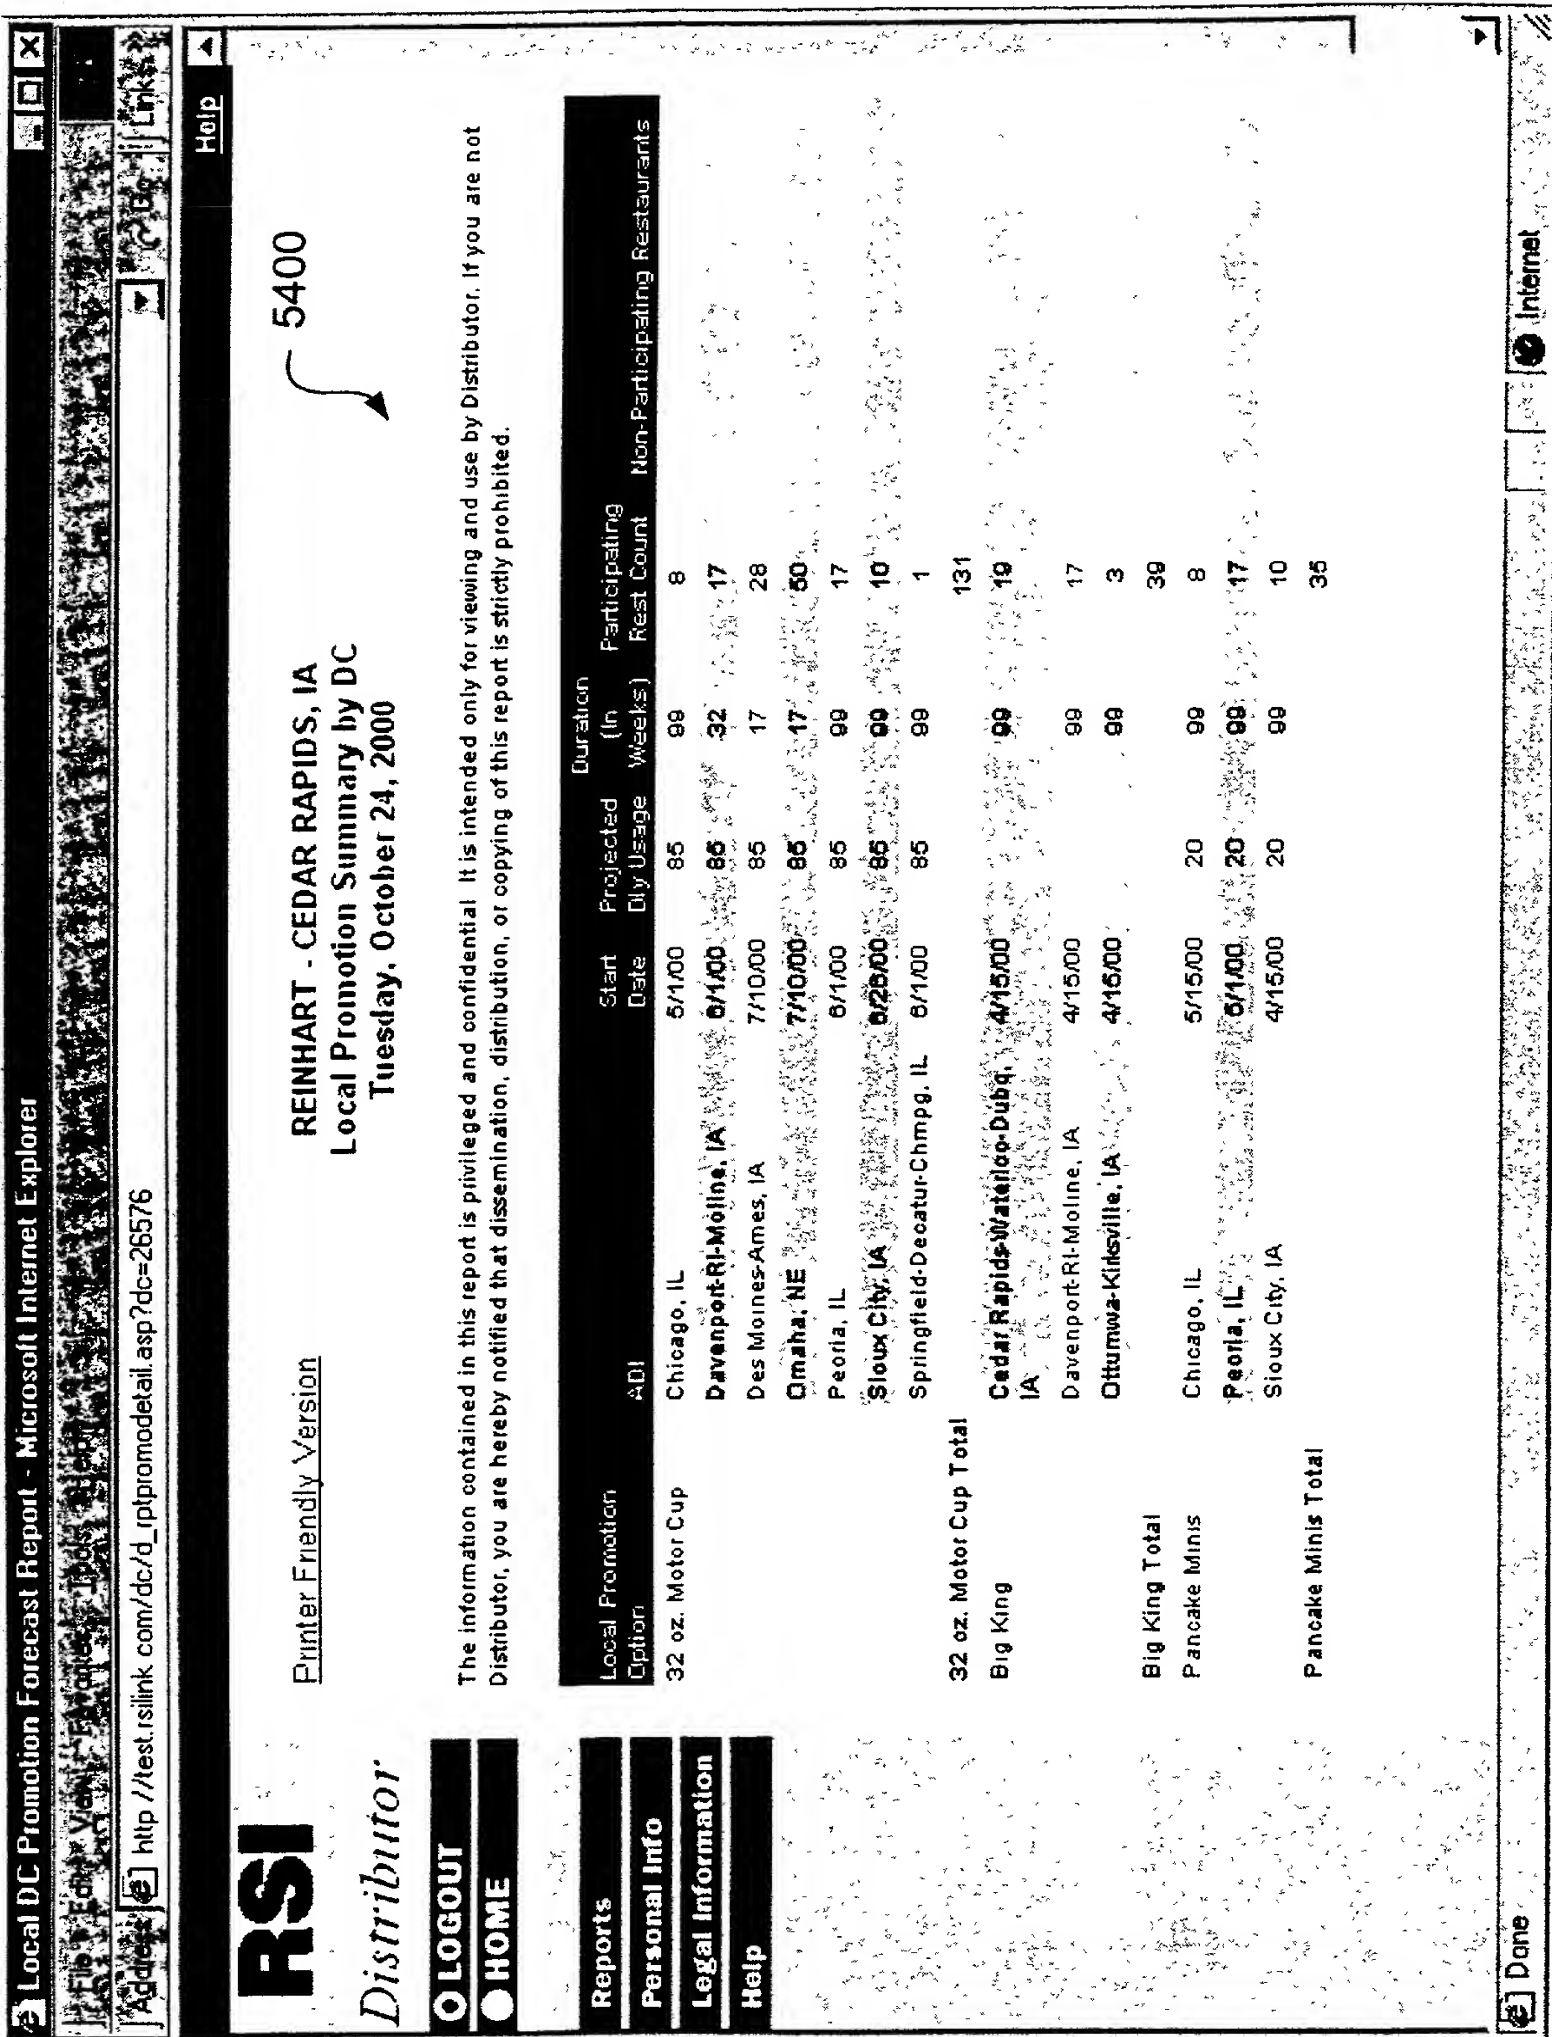 Local DC Promotion Forecast Report - Microsoft Internet Explorer
File Edit View Favorites Tools Help
Address http //test.rsilink com/dc/d_rptpromodetail.asp?dc=26576 Go Links »
Help
RSI
Distributor
LOGOUT
HOME
Reports
Personal Info
Legal Information
Help
Printer Friendly Version
REINHART - CEDAR RAPIDS, IA
Local Promotion Summary by DC
Tuesday, October 24, 2000
5400
The information contained in this report is privileged and confidential It is intended only for viewing and use by Distributor. If you are not
Distributor, you are hereby notified that dissemination, distribution, or copying of this report is strictly prohibited.
Local Promotion Option ADI Start Date Projected Dly Usage Duration (In Weeks) Participating Rest Count Non-Participating Restaurants
32 oz. Motor Cup Chicago, IL 5/1/00 85 99 8
Davenport-RI-Moline, IA 6/1/00 85 32 17
Des Moines-Ames, IA 7/10/00 85 17 28
Omaha, NE 7/10/00 85 17 50
Peoria, IL 6/1/00 85 99 17
Sioux City, IA 6/26/00 85 99 10
Springfield-Decatur-Chmpg, IL 6/1/00 85 99 1
32 oz. Motor Cup Total 131
Big King Cedar Rapids-Waterloo-Dubq, 4/15/00 99 19
IA
Davenport-RI-Moline, IA 4/15/00 99 17
Ottumwa-Kirksville, IA 4/15/00 99 3
Big King Total 39
Pancake Minis Chicago, IL 5/15/00 20 99 8
Peoria, IL 5/1/00 20 99 17
Sioux City, IA 4/15/00 20 99 10
Pancake Minis Total 35
Done Internet